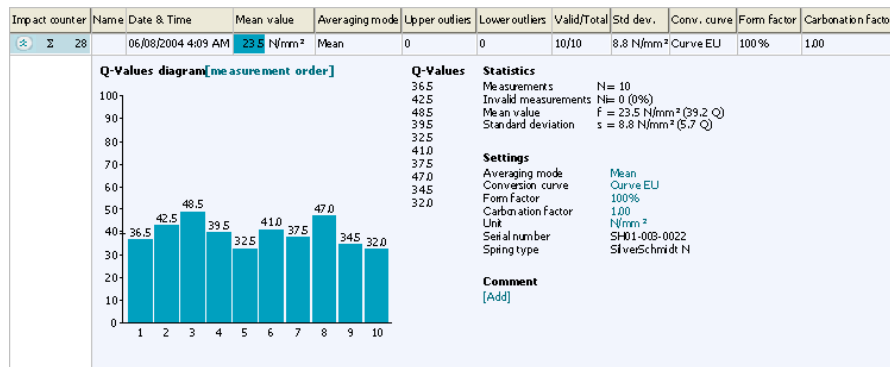 Impact counter Name Date & Time Mean value Averaging mode Upper outliers Lower outliers Valid/Total Std dev. Conv. curve Form factor Carbonation facto
Σ 28 06/08/2004 4:09 AM 23.5 N/mm² Mean 0 0 10/10 8.8 N/mm² Curve EU 100% 1.00
Q-Values diagram[measurement order]
100
90
80
70
60
50
40
30
20
10
0
36.5 42.5 48.5 39.5 32.5 41.0 37.5 47.0 34.5 32.0
1 2 3 4 5 6 7 8 9 10
Q-Values
36.5
42.5
48.5
39.5
32.5
41.0
37.5
47.0
34.5
32.0
Statistics
Measurements N = 10
Invalid measurements Ni= 0 (0%)
Mean value f = 23.5 N/mm² (39.2 Q)
Standard deviation s = 8.8 N/mm² (5.7 Q)
Settings
Averaging mode Mean
Conversion curve Curve EU
Form factor 100%
Carbonation factor 1.00
Unit N/mm²
Serial number SH01-003-0022
Spring type SilverSchmidt N
Comment
[Add]